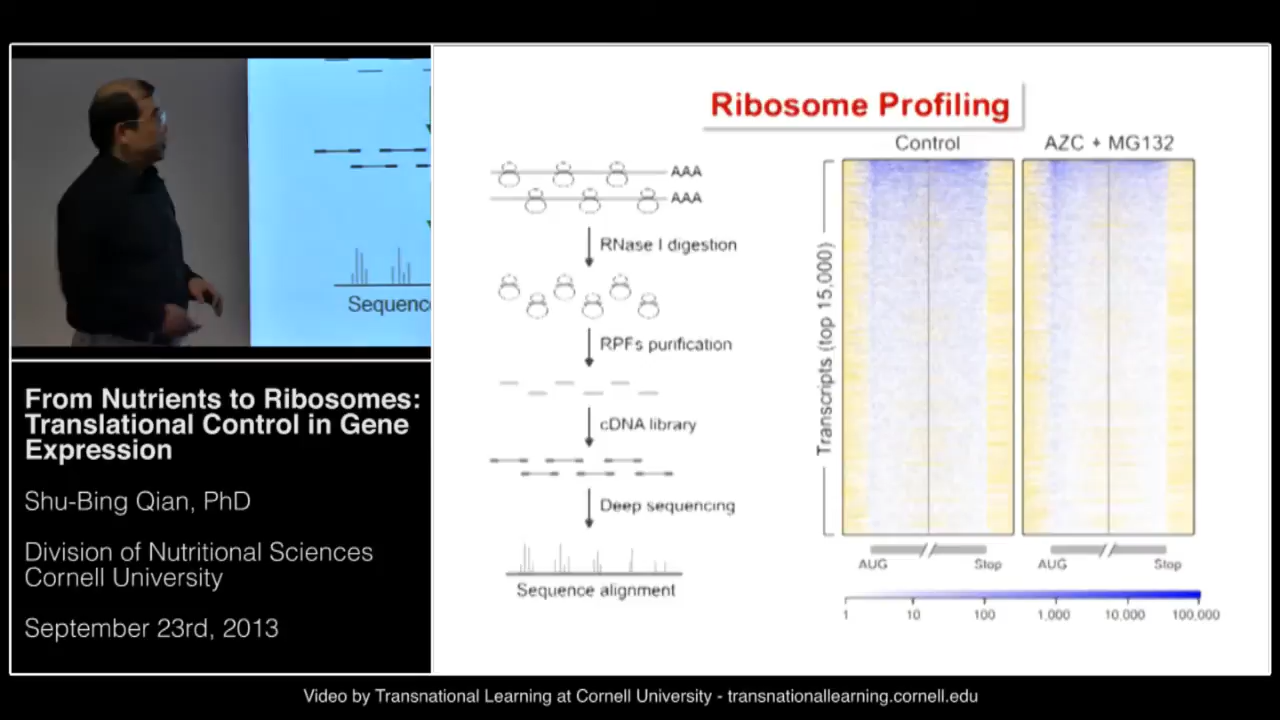 Sequenc
From Nutrients to Ribosomes:
Translational Control in Gene
Expression
Shu-Bing Qian, PhD
Division of Nutritional Sciences
Cornell University
September 23rd, 2013
Ribosome Profiling
AAA
AAA
RNase I digestion
RPFs purification
cDNA library
Deep sequencing
Sequence alignment
Control
AZC + MG132
Transcripts (top 15,000)
AUG Stop AUG Stop
1 10 100 1,000 10,000 100,000
Video by Transnational Learning at Cornell University - transnationallearning.cornell.edu